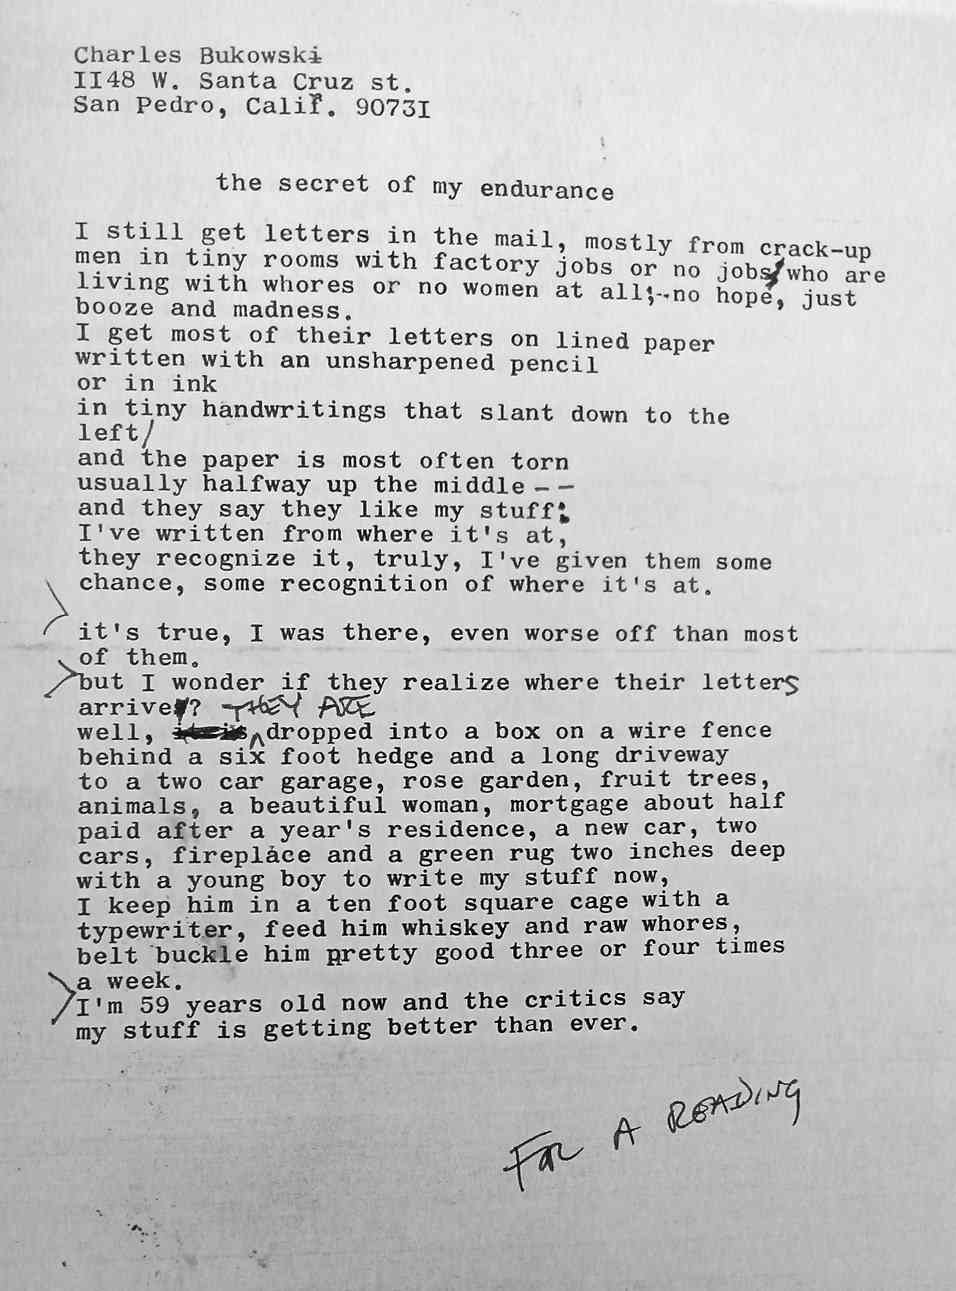 Charles Bukowski
II48 W. Santa Cruz st.
San Pedro, Calif. 9073I
the secret of my endurance
I still get letters in the mail, mostly from crack-up
men in tiny rooms with factory jobs or no jobs who are
living with whores or no women at all; no hope, just
booze and madness.
I get most of their letters on lined paper
written with an unsharpened pencil
or in ink
in tiny handwritings that slant down to the
left/
and the paper is most often torn
usually halfway up the middle--
and they say they like my stuff;
I've written from where it's at,
they recognize it, truly, I've given them some
chance, some recognition of where it's at.
it's true, I was there, even worse off than most
of them.
but I wonder if they realize where their letters
arrive? THEY ARE
well, dropped into a box on a wire fence
behind a six foot hedge and a long driveway
to a two car garage, rose garden, fruit trees,
animals, a beautiful woman, mortgage about half
paid after a year's residence, a new car, two
cars, fireplace and a green rug two inches deep
with a young boy to write my stuff now,
I keep him in a ten foot square cage with a
typewriter, feed him whiskey and raw whores,
belt buckle him pretty good three or four times
a week.
I'm 59 years old now and the critics say
my stuff is getting better than ever.
FOR A READING